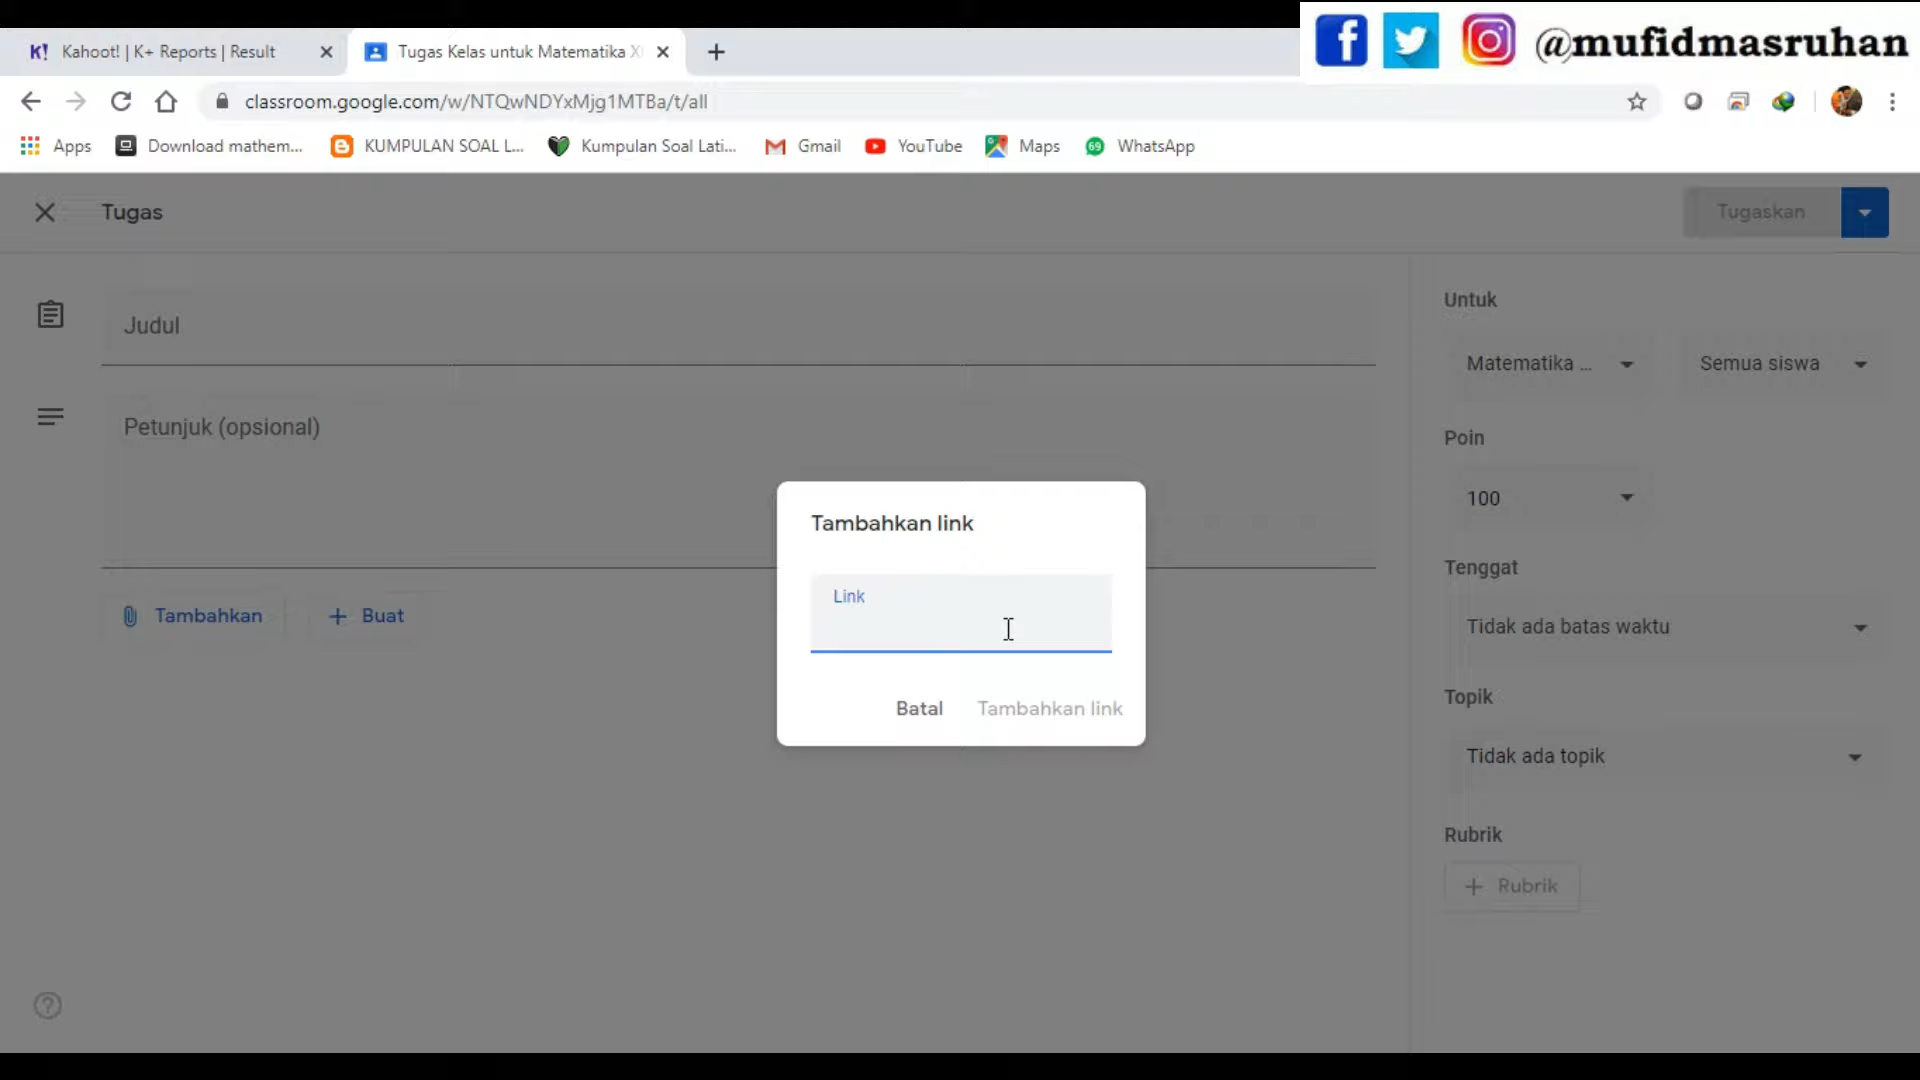 @mufidmasruhan
K! Kahoot! | K+ Reports | Result
Tugas Kelas untuk Matematika X
classroom.google.com/w/NTQwNDYxMjg1MTBa/t/all
Apps
Download mathem...
KUMPULAN SOAL L...
Kumpulan Soal Lati...
Gmail
YouTube
Maps
69
WhatsApp
Tugas
Tugaskan
Judul
Petunjuk (opsional)
Tambahkan
Buat
Tambahkan link
Link
Batal
Tambahkan link
Untuk
Matematika ...
Semua siswa
Poin
100
Tenggat
Tidak ada batas waktu
Topik
Tidak ada topik
Rubrik
Rubrik